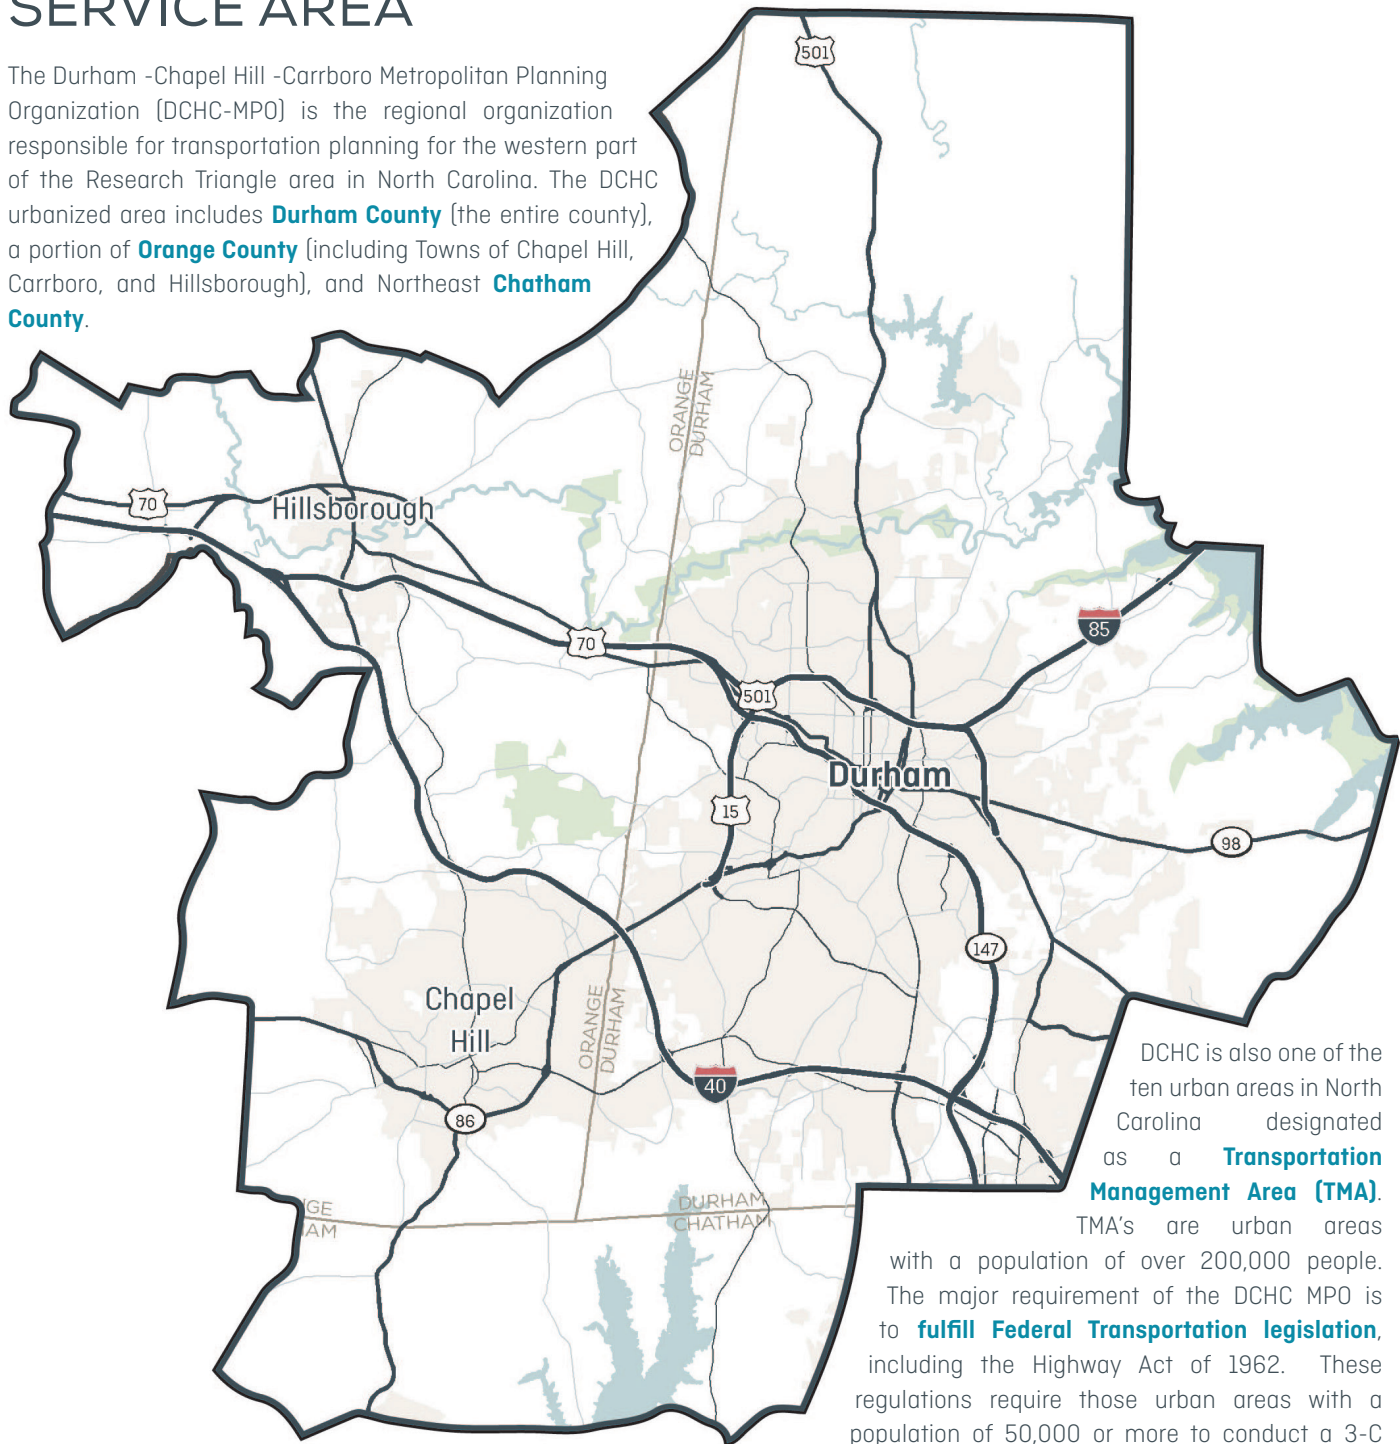 SERVICE AREA
The Durham -Chapel Hill -Carrboro Metropolitan Planning
Organization (DCHC-MPO) is the regional organization
responsible for transportation planning for the western part
of the Research Triangle area in North Carolina. The DCHC
urbanized area includes Durham County (the entire county),
a portion of Orange County (including Towns of Chapel Hill,
Carrboro, and Hillsborough), and Northeast Chatham
County.
501
ORANGE
DURHAM
70
Hillsborough
85
70
501
Durham
15
98
147
Chapel
Hill
ORANGE
DURHAM
40
86
GE
AM
DURHAM
CHATHAM
DCHC is also one of the
ten urban areas in North
Carolina designated
as a Transportation
Management Area (TMA).
TMA's are urban areas
with a population of over 200,000 people.
The major requirement of the DCHC MPO is
to fulfill Federal Transportation legislation,
including the Highway Act of 1962. These
regulations require those urban areas with a
population of 50,000 or more to conduct a 3-C